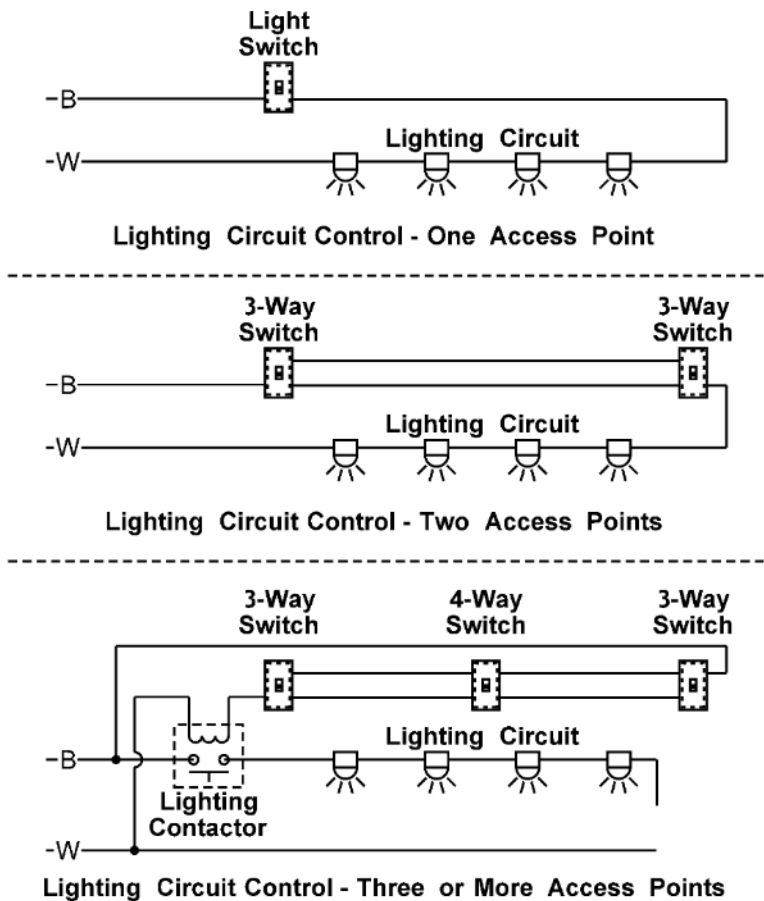 Light
Switch
-B
-W
Lighting Circuit
Lighting Circuit Control - One Access Point
3-Way
Switch
3-Way
Switch
-B
-W
Lighting Circuit
Lighting Circuit Control - Two Access Points
3-Way
Switch
4-Way
Switch
3-Way
Switch
-B
Lighting Circuit
Lighting
Contactor
-W
Lighting Circuit Control - Three or More Access Points